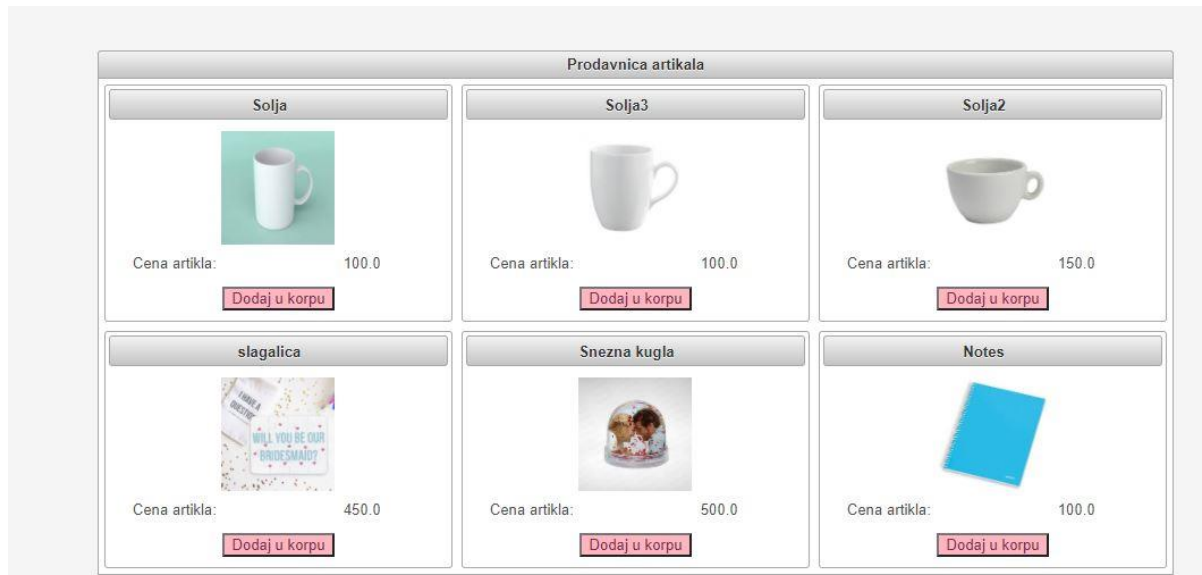 Prodavnica artikala
Solja
Solja3
Solja2
Cena artikla: 100.0
Cena artikla: 100.0
Cena artikla: 150.0
Dodaj u korpu
Dodaj u korpu
Dodaj u korpu
slagalica
Snezna kugla
Notes
I HAVE A
QUESTION
WILL YOU BE OUR
BRIDESMAID?
Cena artikla: 450.0
Cena artikla: 500.0
Cena artikla: 100.0
Dodaj u korpu
Dodaj u korpu
Dodaj u korpu